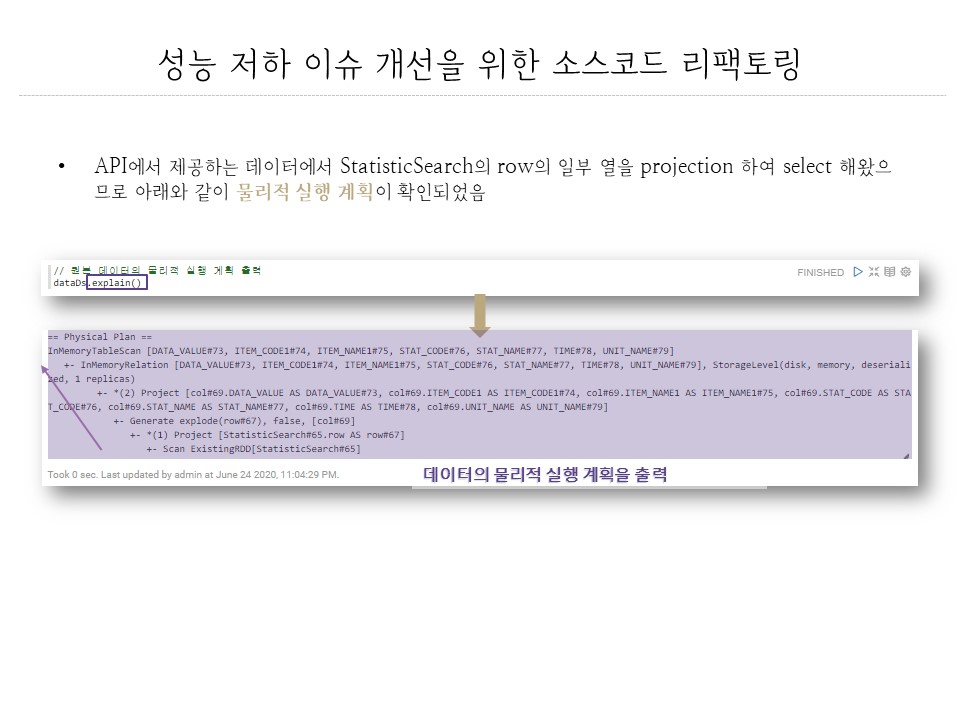 성능 저하 이슈 개선을 위한 소스코드 리팩토링
• API에서 제공하는 데이터에서 StatisticSearch의 row의 일부 열을 projection 하여 select 해왔으
므로 아래와 같이 물리적 실행 계획이 확인되었음
// 원본 데이터의 물리적 실행 계획 출력
FINISHED
dataDs.explain()
== Physical Plan ==
InMemoryTableScan [DATA_VALUE#73, ITEM_CODE1#74, ITEM_NAME1#75, STAT_CODE#76, STAT_NAME#77, TIME#78, UNIT_NAME#79]
+- InMemoryRelation [DATA_VALUE#73, ITEM_CODE1#74, ITEM_NAME1#75, STAT_CODE#76, STAT_NAME#77, TIME#78, UNIT_NAME#79], StorageLevel(disk, memory, deseriali
zed, 1 replicas)
+- *(2) Project [col#69.DATA_VALUE AS DATA_VALUE#73, col#69.ITEM_CODE1 AS ITEM_CODE1#74, col#69.ITEM_NAME1 AS ITEM_NAME1#75, col#69.STAT_CODE AS STA
T_CODE#76, col#69.STAT_NAME AS STAT_NAME#77, col#69.TIME AS TIME#78, col#69.UNIT_NAME AS UNIT_NAME#79]
+- Generate explode(row#67), false, [col#69]
+- *(1) Project [StatisticSearch#65.row AS row#67]
+- Scan ExistingRDD[StatisticSearch#65]
Took 0 sec. Last updated by admin at June 24 2020, 11:04:29 PM.
데이터의 물리적 실행 계획을 출력